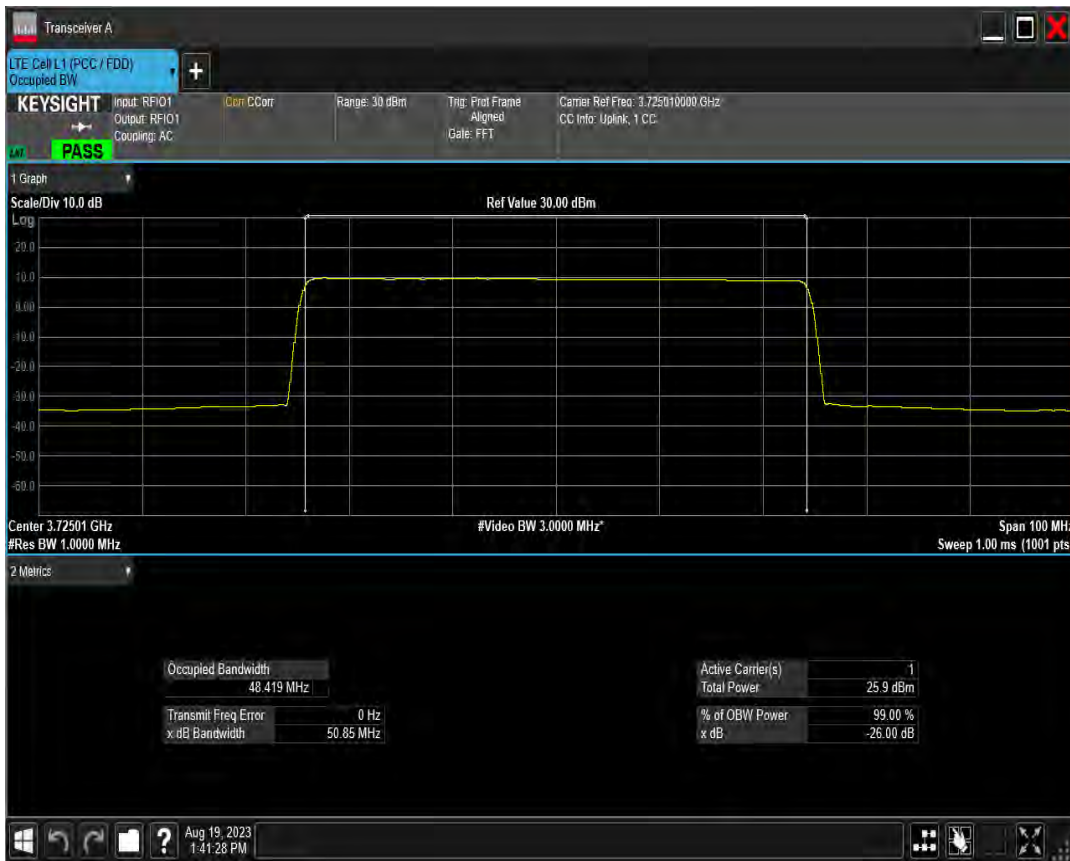 Transceiver A
LTE Cell L1 (PCC / FDD)
Occupied BW
+
KEYSIGHT
Input: RFIO1
Output: RFIO1
Coupling: AC
Corr CCorr
Range: 30 dBm
Trig: Prot Frame
Aligned
Gate: FFT
Carrier Ref Freq: 3.725010000 GHz
CC Info: Uplink, 1 CC
PASS
1 Graph
Scale/Div 10.0 dB
Ref Value 30.00 dBm
Log
20.0
10.0
0.00
-10.0
-20.0
-30.0
-40.0
-50.0
-60.0
Center 3.72501 GHz
#Video BW 3.0000 MHz*
Span 100 MHz
#Res BW 1.0000 MHz
Sweep 1.00 ms (1001 pts
2 Metrics
Occupied Bandwidth
48.419 MHz
Transmit Freq Error 0 Hz
x dB Bandwidth 50.85 MHz
Active Carrier(s) 1
Total Power 25.9 dBm
% of OBW Power 99.00 %
x dB -26.00 dB
?
Aug 19, 2023
1:41:28 PM